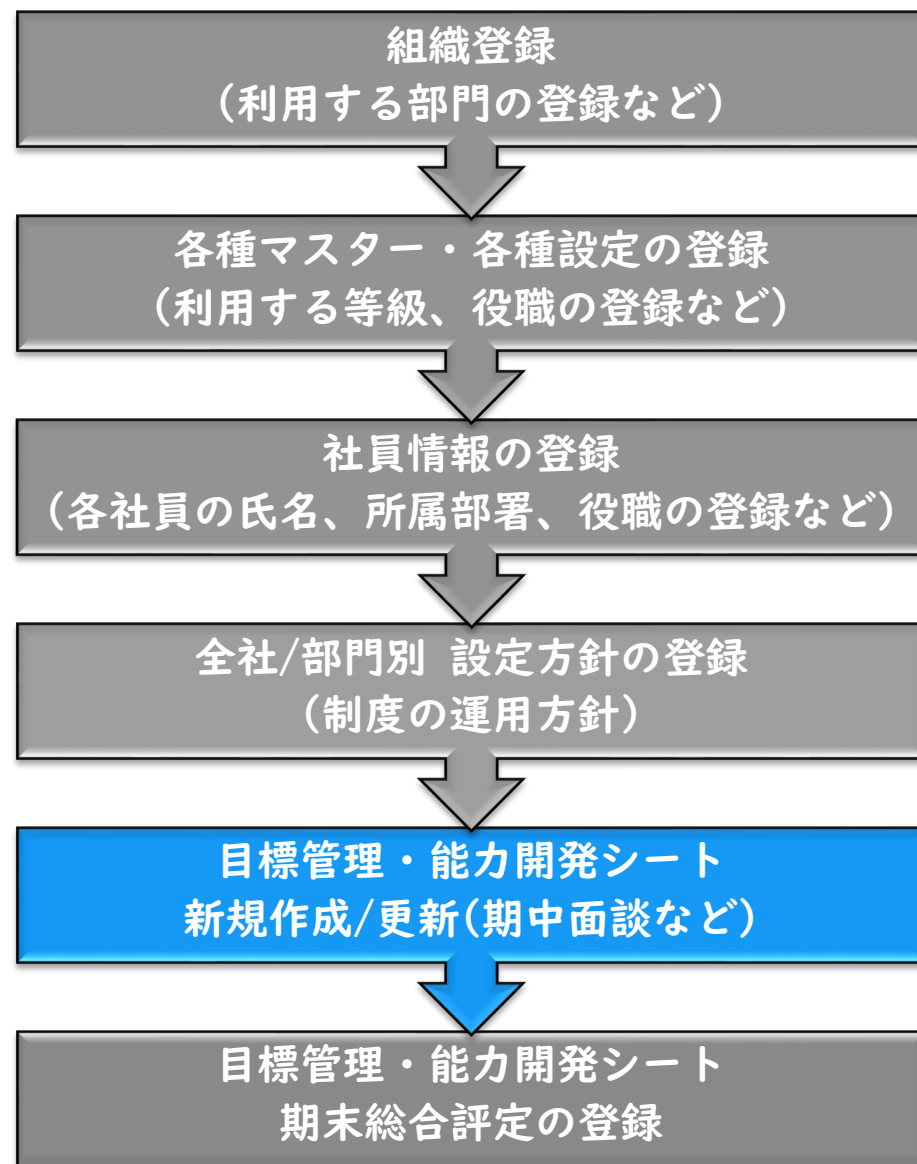 組織登録
(利用する部門の登録など)
各種マスター・各種設定の登録
(利用する等級、役職の登録など)
社員情報の登録
(各社員の氏名、所属部署、役職の登録など)
全社/部門別 設定方針の登録
(制度の運用方針)
目標管理・能力開発シート
新規作成/更新(期中面談など)
目標管理・能力開発シート
期末総合評定の登録